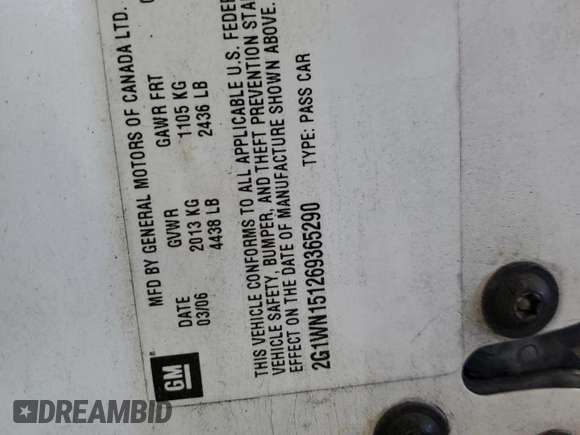 MFD BY GENERAL MOTORS OF CANADA LTD.
DATE GVWR GAWR FRT
03/06 2013 KG 1105 KG
4438 LB 2436 LB
THIS VEHICLE CONFORMS TO ALL APPLICABLE U.S. FEDER
VEHICLE SAFETY, BUMPER, AND THEFT PREVENTION STA
EFFECT ON THE DATE OF MANUFACTURE SHOWN ABOVE.
2G1WN151269365290 TYPE: PASS CAR
GM
DREAMBID